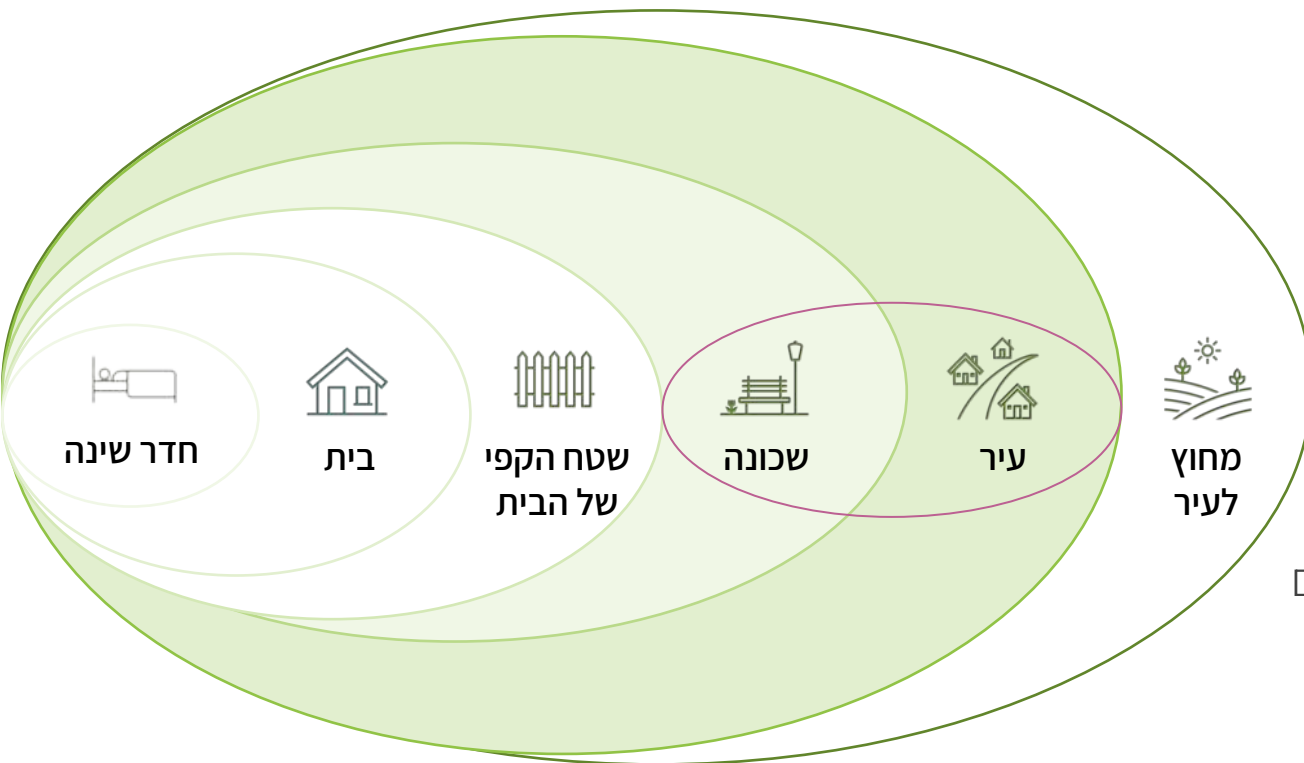 חדר שינה
בית
שטח הקפי
של הבית
שכונה
עיר
מחוץ
לעיר